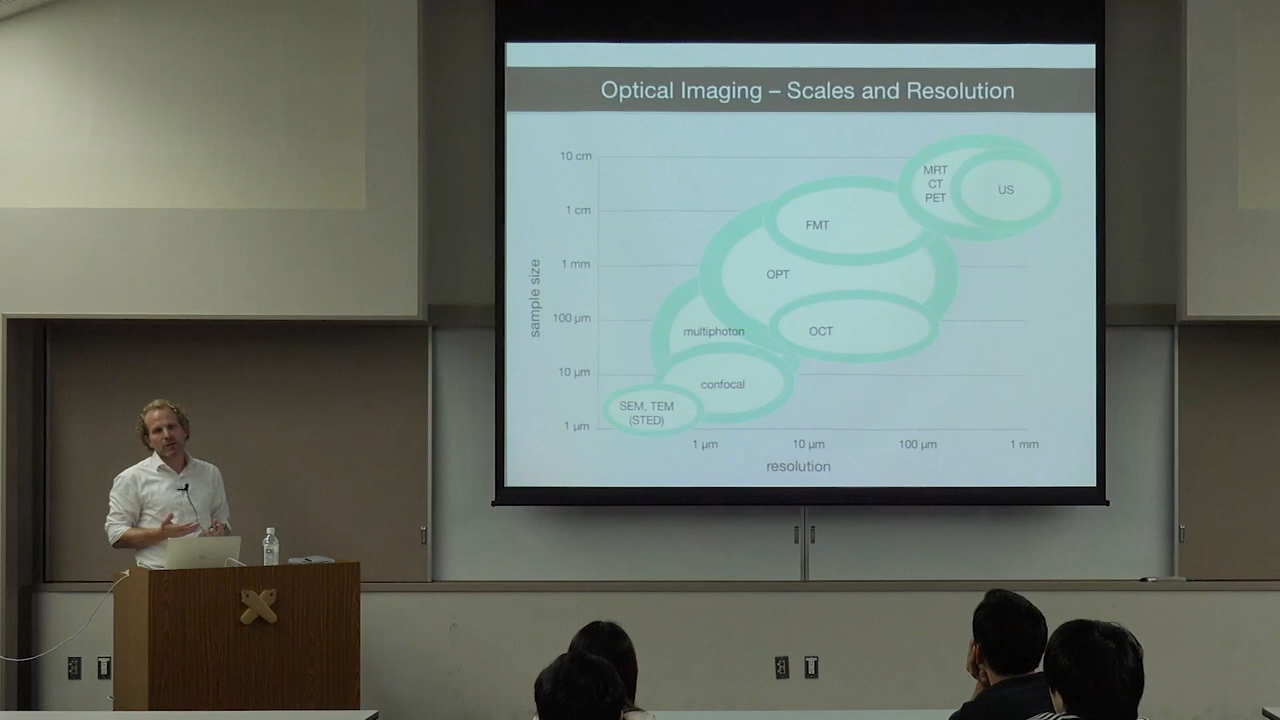 Optical Imaging – Scales and Resolution
10 cm
1 cm
1 mm
100 µm
10 µm
1 µm
sample size
MRT
CT
PET
US
FMT
OPT
OCT
multiphoton
confocal
SEM, TEM
(STED)
1 µm
10 µm
100 µm
1 mm
resolution